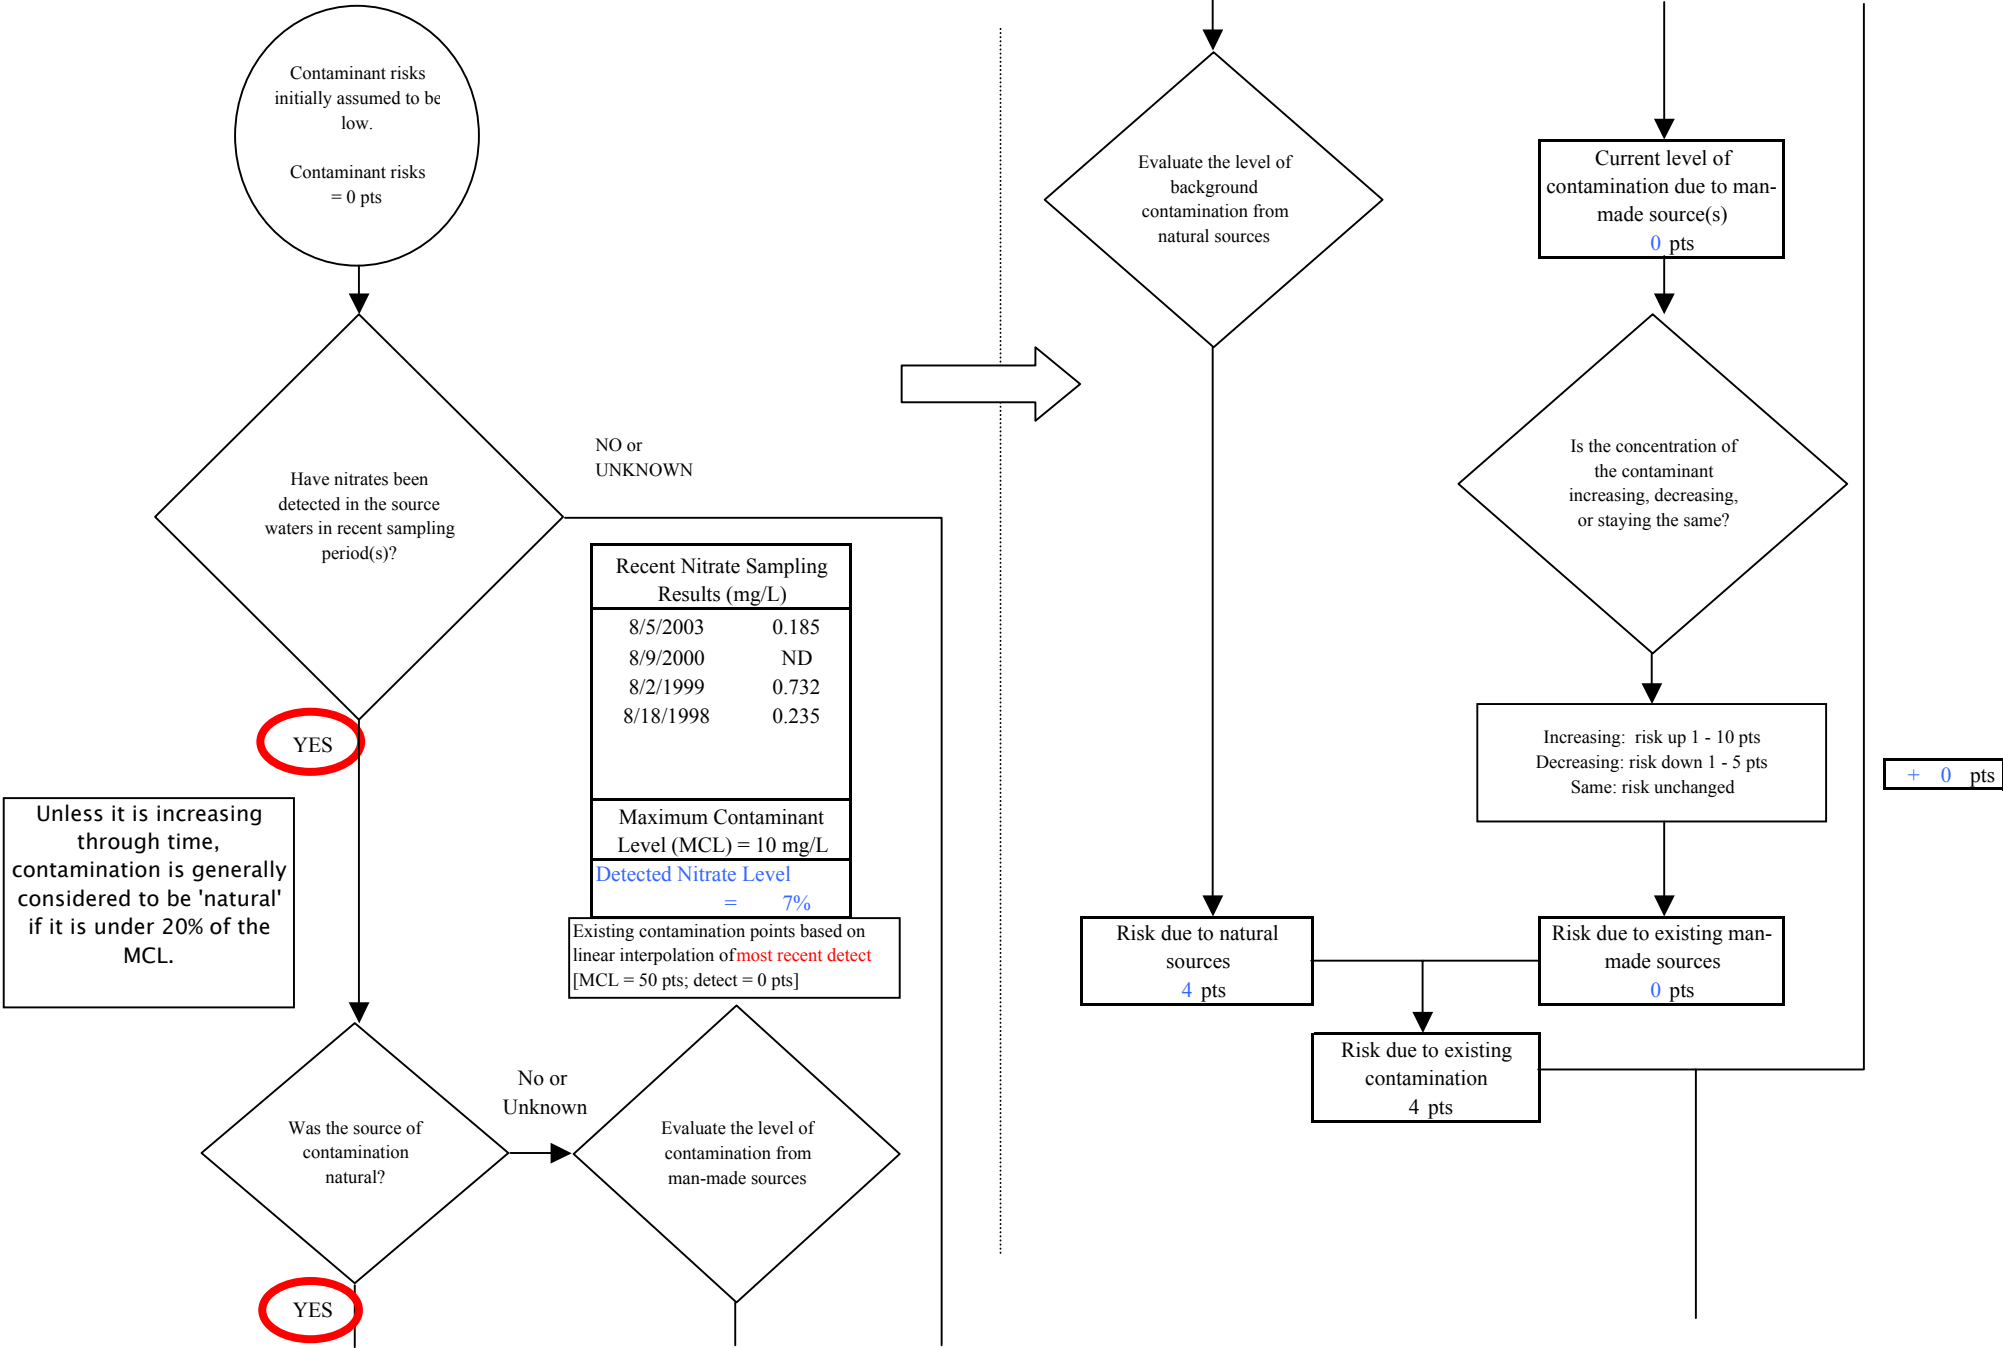 Contaminant risks
initially assumed to be
low.
Contaminant risks
= 0 pts
Have nitrates been
detected in the source
waters in recent sampling
period(s)?
NO or
UNKNOWN
YES
Recent Nitrate Sampling
Results (mg/L)
8/5/2003 0.185
8/9/2000 ND
8/2/1999 0.732
8/18/1998 0.235
Maximum Contaminant
Level (MCL) = 10 mg/L
Detected Nitrate Level
= 7%
Existing contamination points based on
linear interpolation of most recent detect
[MCL = 50 pts; detect = 0 pts]
Unless it is increasing
through time,
contamination is generally
considered to be 'natural'
if it is under 20% of the
MCL.
Was the source of
contamination
natural?
No or
Unknown
Evaluate the level of
contamination from
man-made sources
YES
Evaluate the level of
background
contamination from
natural sources
Current level of
contamination due to man-
made source(s)
0 pts
Is the concentration of
the contaminant
increasing, decreasing,
or staying the same?
Increasing: risk up 1 - 10 pts
Decreasing: risk down 1 - 5 pts
Same: risk unchanged
+ 0 pts
Risk due to natural
sources
4 pts
Risk due to existing man-
made sources
0 pts
Risk due to existing
contamination
4 pts